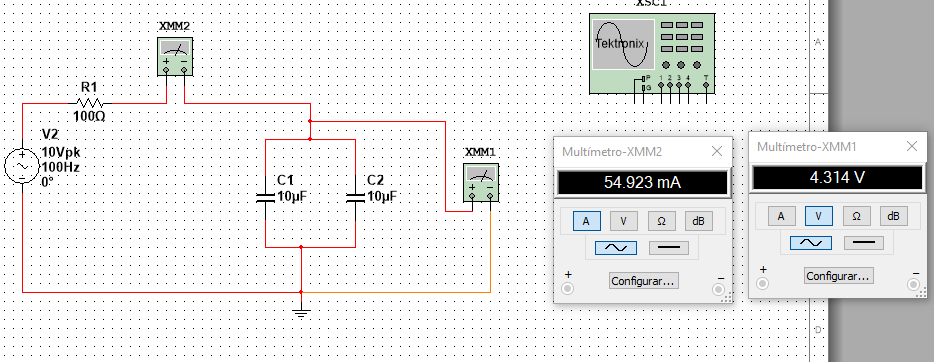 XSC1
XMM2
A
Tektronix
P
G
1 2 3 4
T
R1
100Ω
V2
10Vpk
100Hz
0°
C1
10µF
C2
10µF
XMM1
Multímetro-XMM2
54.923 mA
A
V
Ω
dB
Configurar...
+
−
Multímetro-XMM1
4.314 V
A
V
Ω
dB
Configurar...
+
−
D